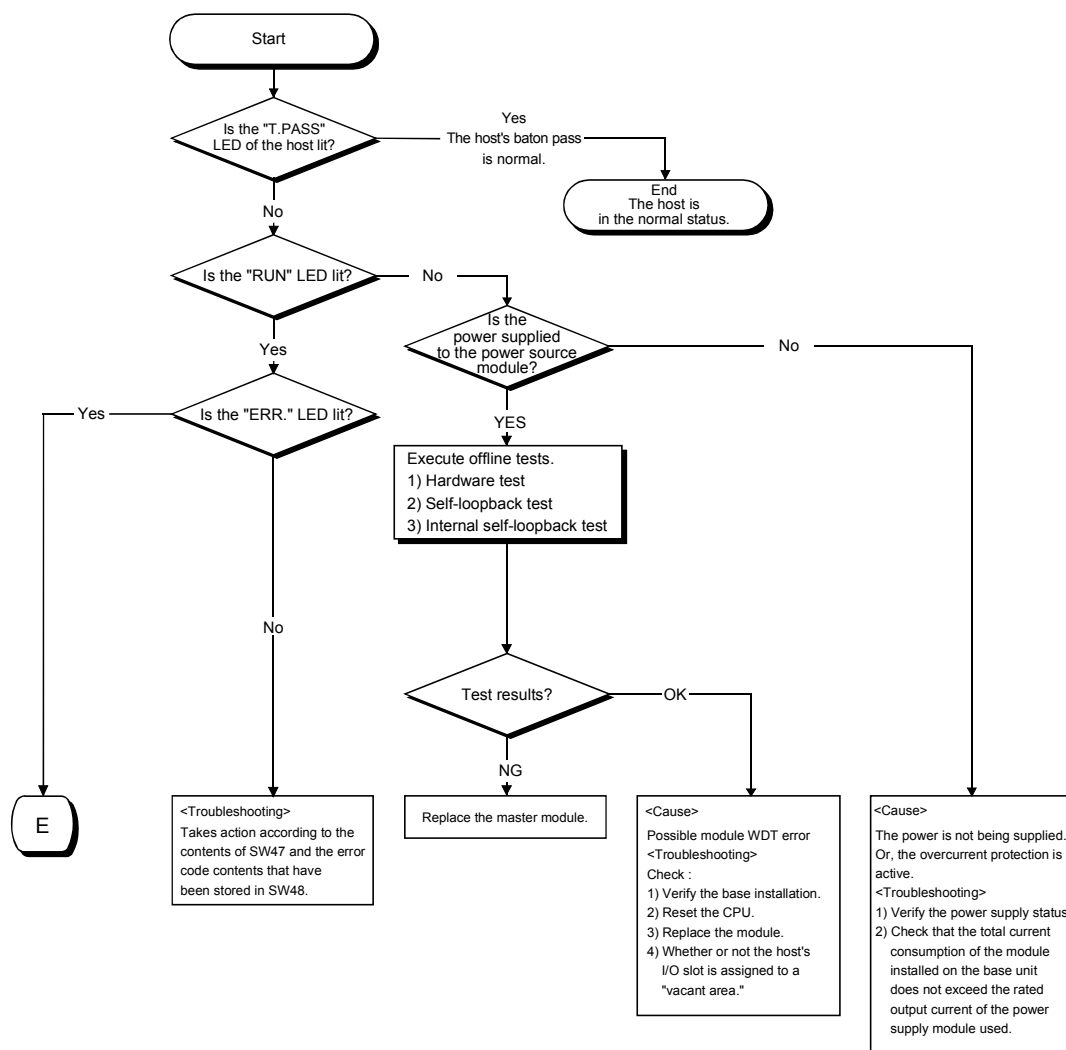 Start
Is the "T.PASS"
LED of the host lit?
Yes
The host's baton pass
is normal.
End
The host is
in the normal status.
No
Is the "RUN" LED lit?
No
Is the
power supplied
to the power source
module?
No
Yes
Is the "ERR." LED lit?
Yes
YES
Execute offline tests.
1) Hardware test
2) Self-loopback test
3) Internal self-loopback test
No
Test results?
OK
NG
E
<Troubleshooting>
Takes action according to the
contents of SW47 and the error
code contents that have
been stored in SW48.
Replace the master module.
<Cause>
Possible module WDT error
<Troubleshooting>
Check :
1) Verify the base installation.
2) Reset the CPU.
3) Replace the module.
4) Whether or not the host's
I/O slot is assigned to a
"vacant area."
<Cause>
The power is not being supplied.
Or, the overcurrent protection is
active.
<Troubleshooting>
1) Verify the power supply status
2) Check that the total current
consumption of the module
installed on the base unit
does not exceed the rated
output current of the power
supply module used.